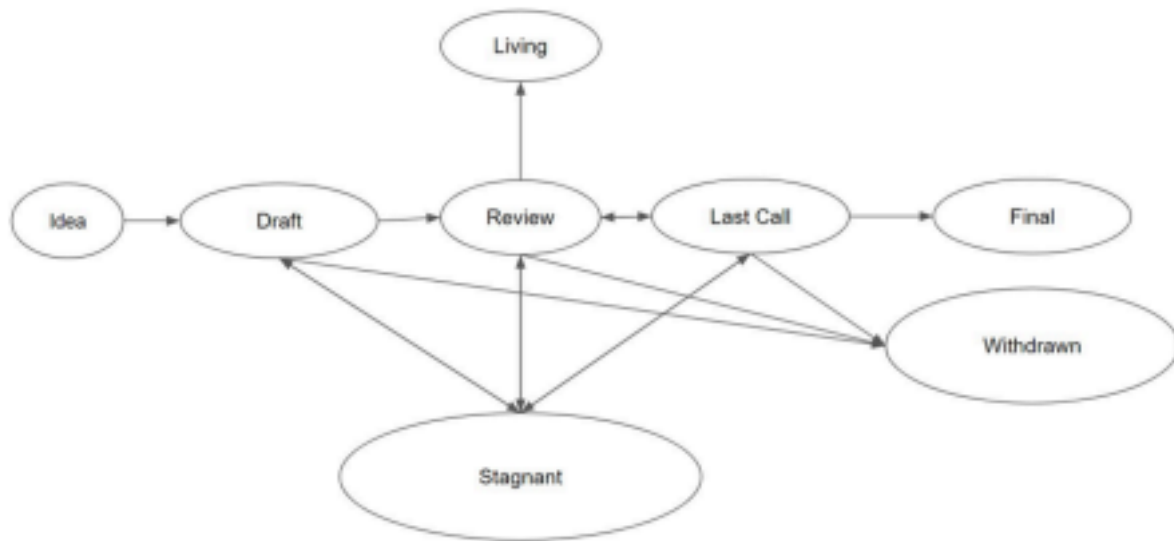 Living
Idea
Draft
Review
Last Call
Final
Withdrawn
Stagnant